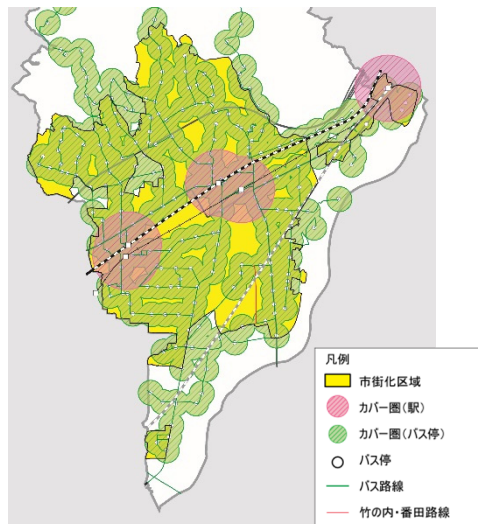 凡例
市街化区域
カバー圏(駅)
カバー圏(バス停)
バス停
バス路線
竹の内・番田路線